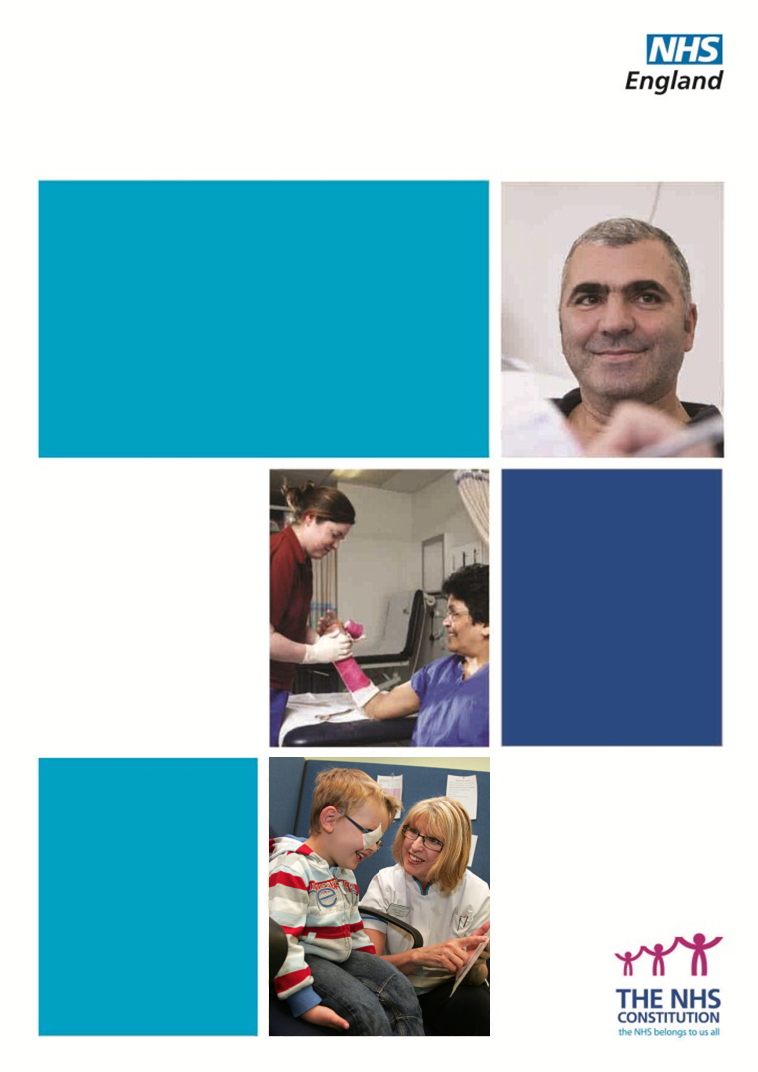 NHS
England
THE NHS
CONSTITUTION
the NHS belongs to us all